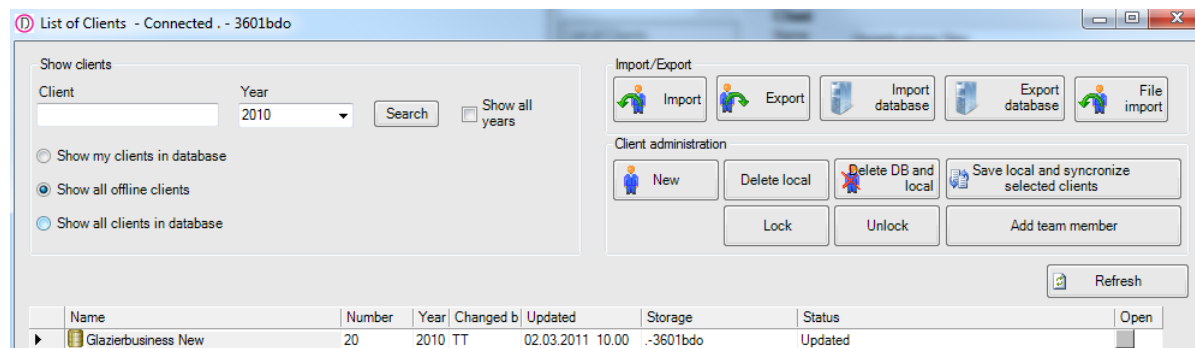 List of Clients - Connected . - 3601bdo
Show clients
Client
Year
2010
Search
Show all
years
Show my clients in database
Show all offline clients
Show all clients in database
Import/Export
Import
Export
Import
database
Export
database
File
import
Client administration
New
Delete local
Delete DB and
local
Save local and syncronize
selected clients
Lock
Unlock
Add team member
Refresh
Name Number Year Changed b Updated Storage Status Open
Glazierbusiness New 20 2010 TT 02.03.2011 10.00 .-3601bdo Updated